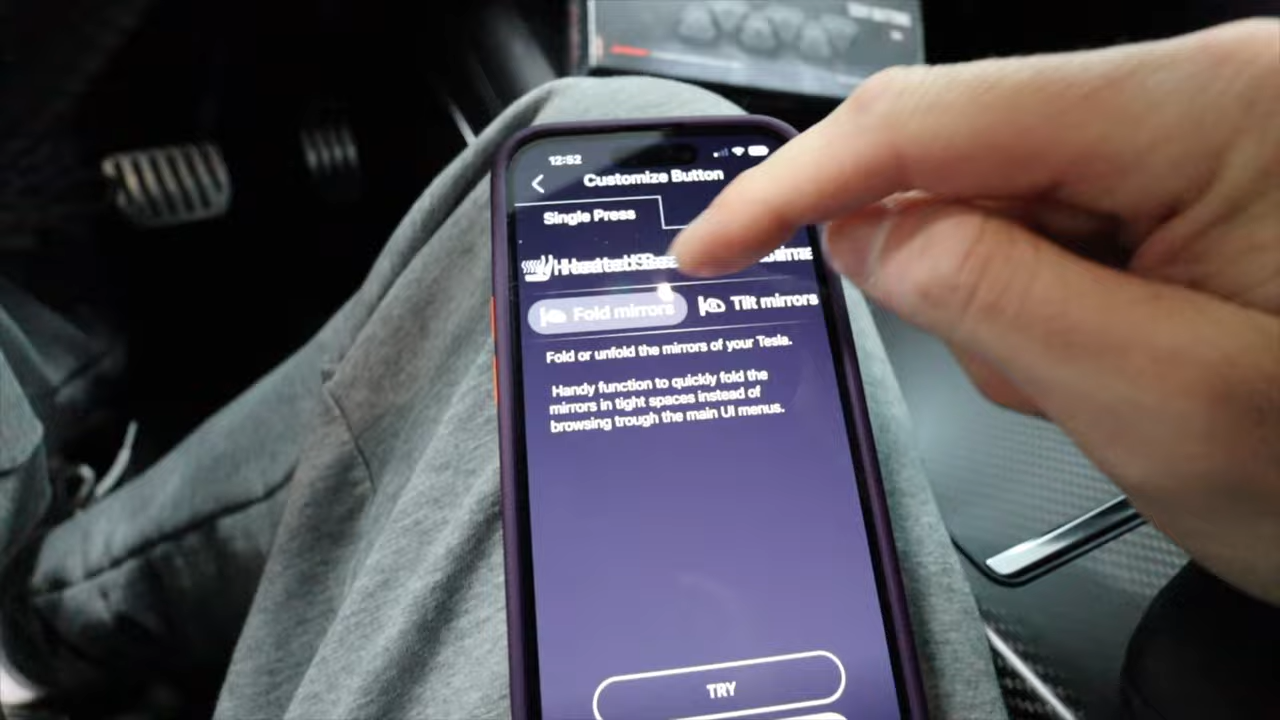 12:52
Customize Button
Single Press
Fold mirrors
Tilt mirrors
Fold or unfold the mirrors of your Tesla.
Handy function to quickly fold the
mirrors in tight spaces instead of
browsing trough the main UI menus.
TRY